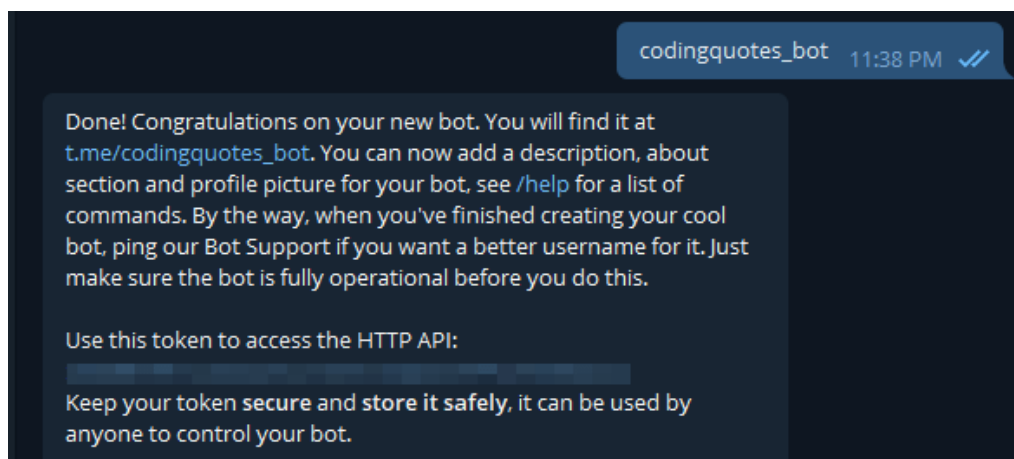 codingquotes_bot 11:38 PM
Done! Congratulations on your new bot. You will find it at
t.me/codingquotes_bot. You can now add a description, about
section and profile picture for your bot, see /help for a list of
commands. By the way, when you've finished creating your cool
bot, ping our Bot Support if you want a better username for it. Just
make sure the bot is fully operational before you do this.
Use this token to access the HTTP API:
Keep your token secure and store it safely, it can be used by
anyone to control your bot.